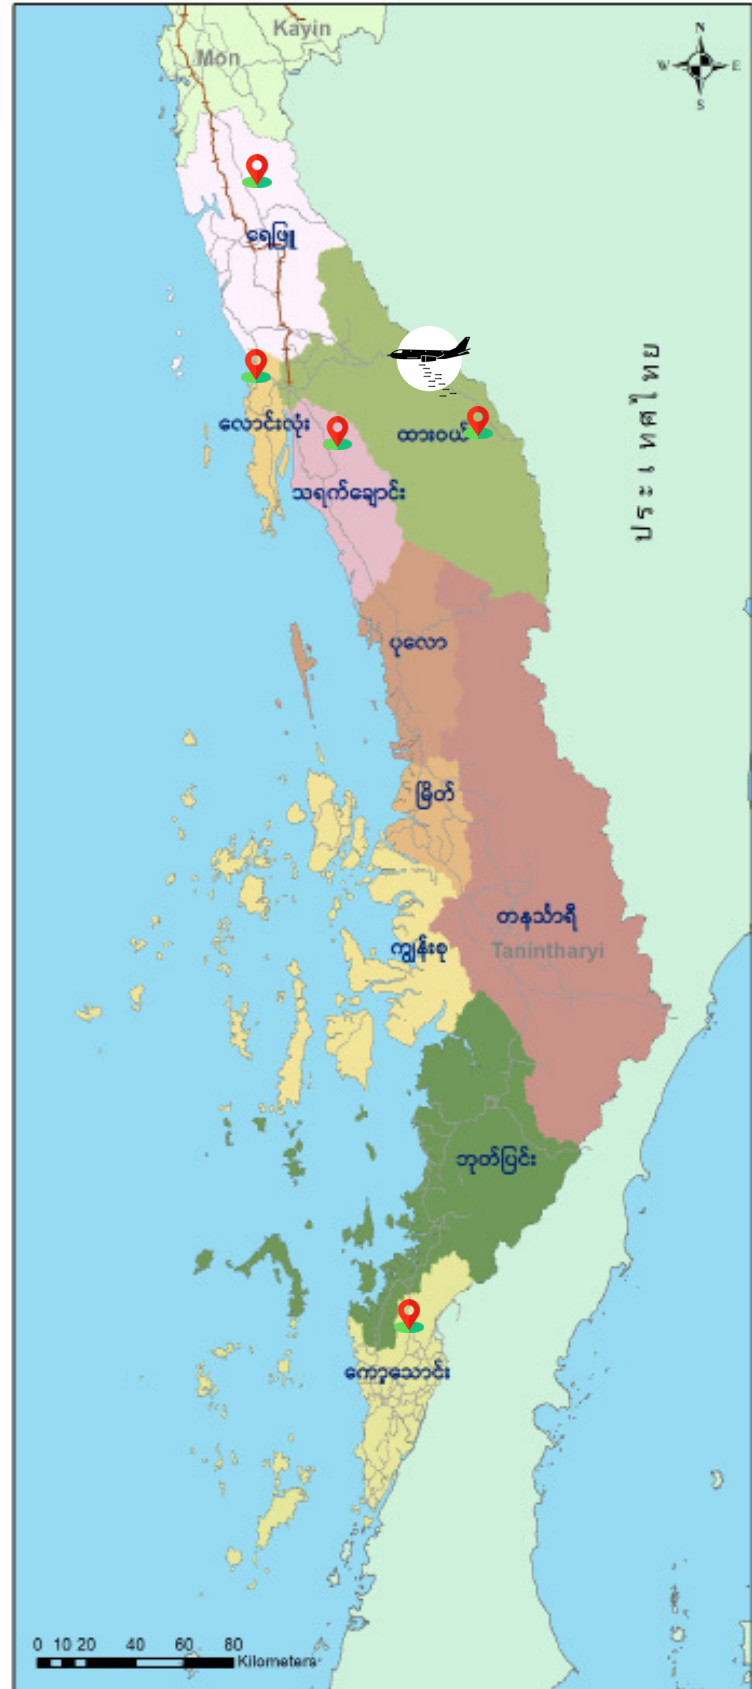 Kayin
Mon
N
W E
S
ရေဖြူ
ประเทศไทย
လောင်းလုံး
ထားဝယ်
သရက်ချောင်း
ပုလော
မြိတ်
တနင်္သာရီ
Tanintharyi
ကျွန်းစု
ဘုတ်ပြင်း
ကော့သောင်း
0 10 20 40 60 80
Kilometers